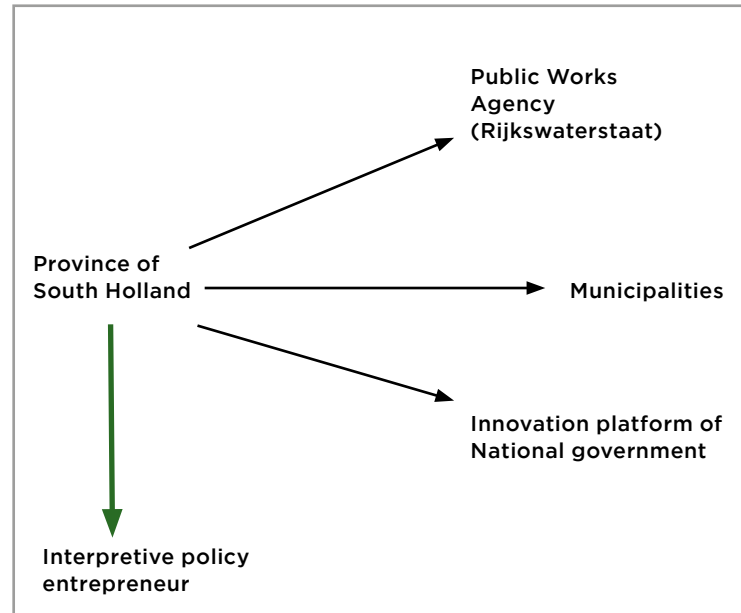 Public Works
Agency
(Rijkswaterstaat)
Province of
South Holland
Municipalities
Innovation platform of
National government
Interpretive policy
entrepreneur